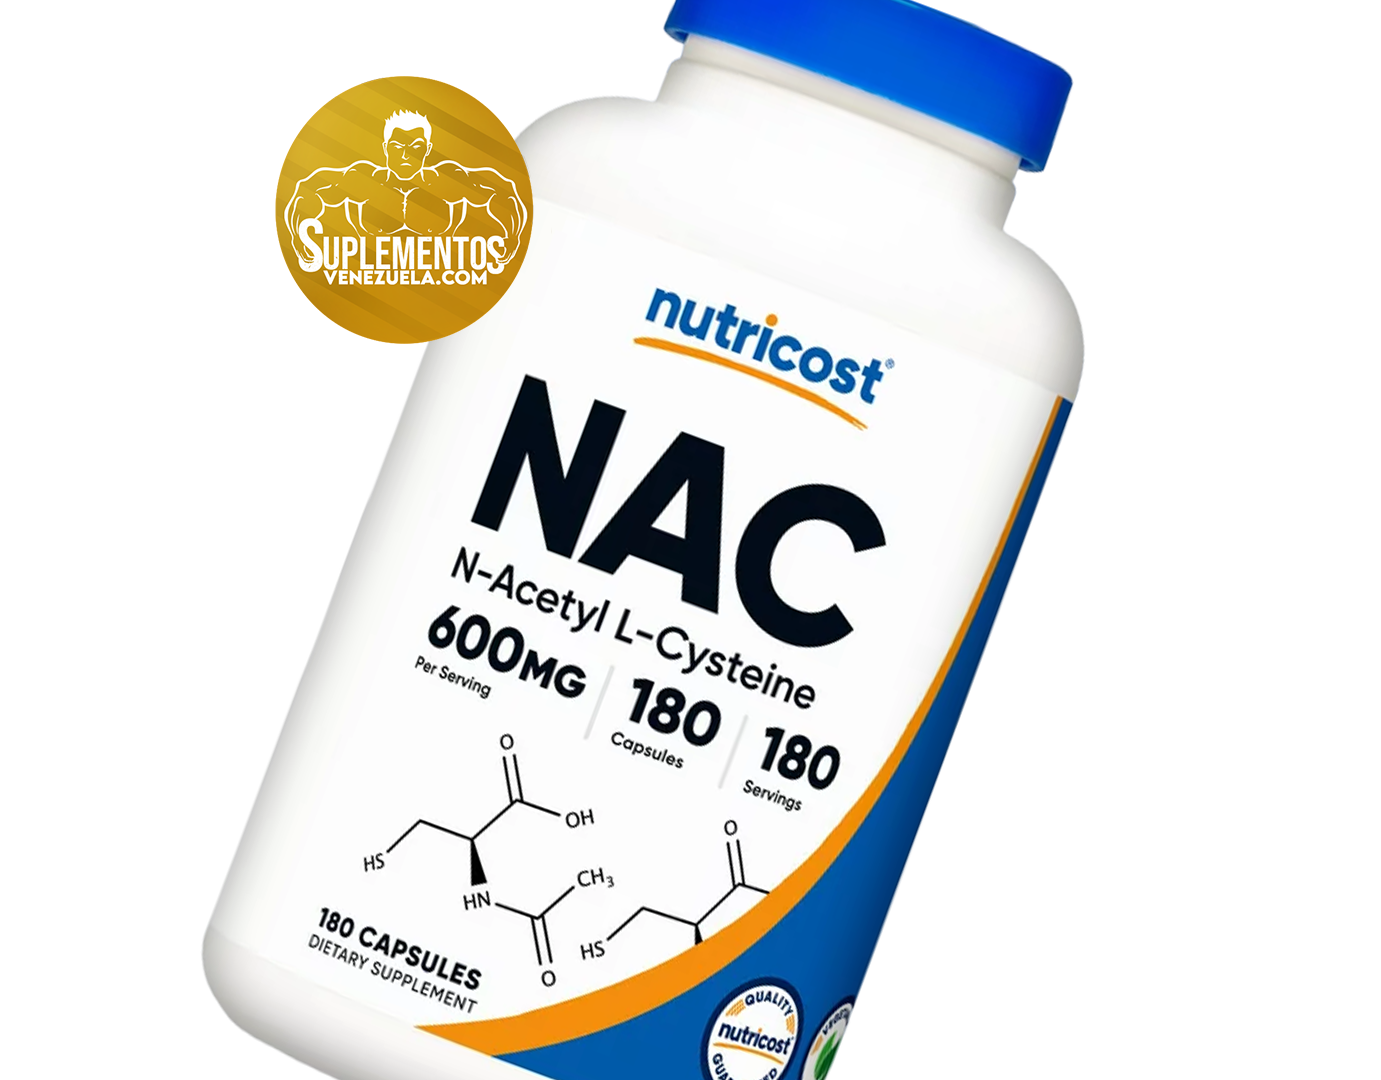 SUPLEMENTOS
VENEZUELA.COM
nutricost®
NAC
N-Acetyl L-Cysteine
600MG
Per Serving
180
Capsules
180
Servings
O
OH
HS
HN
CH3
O
O
HS
180 CAPSULES
DIETARY SUPPLEMENT
QUALITY
nutricost